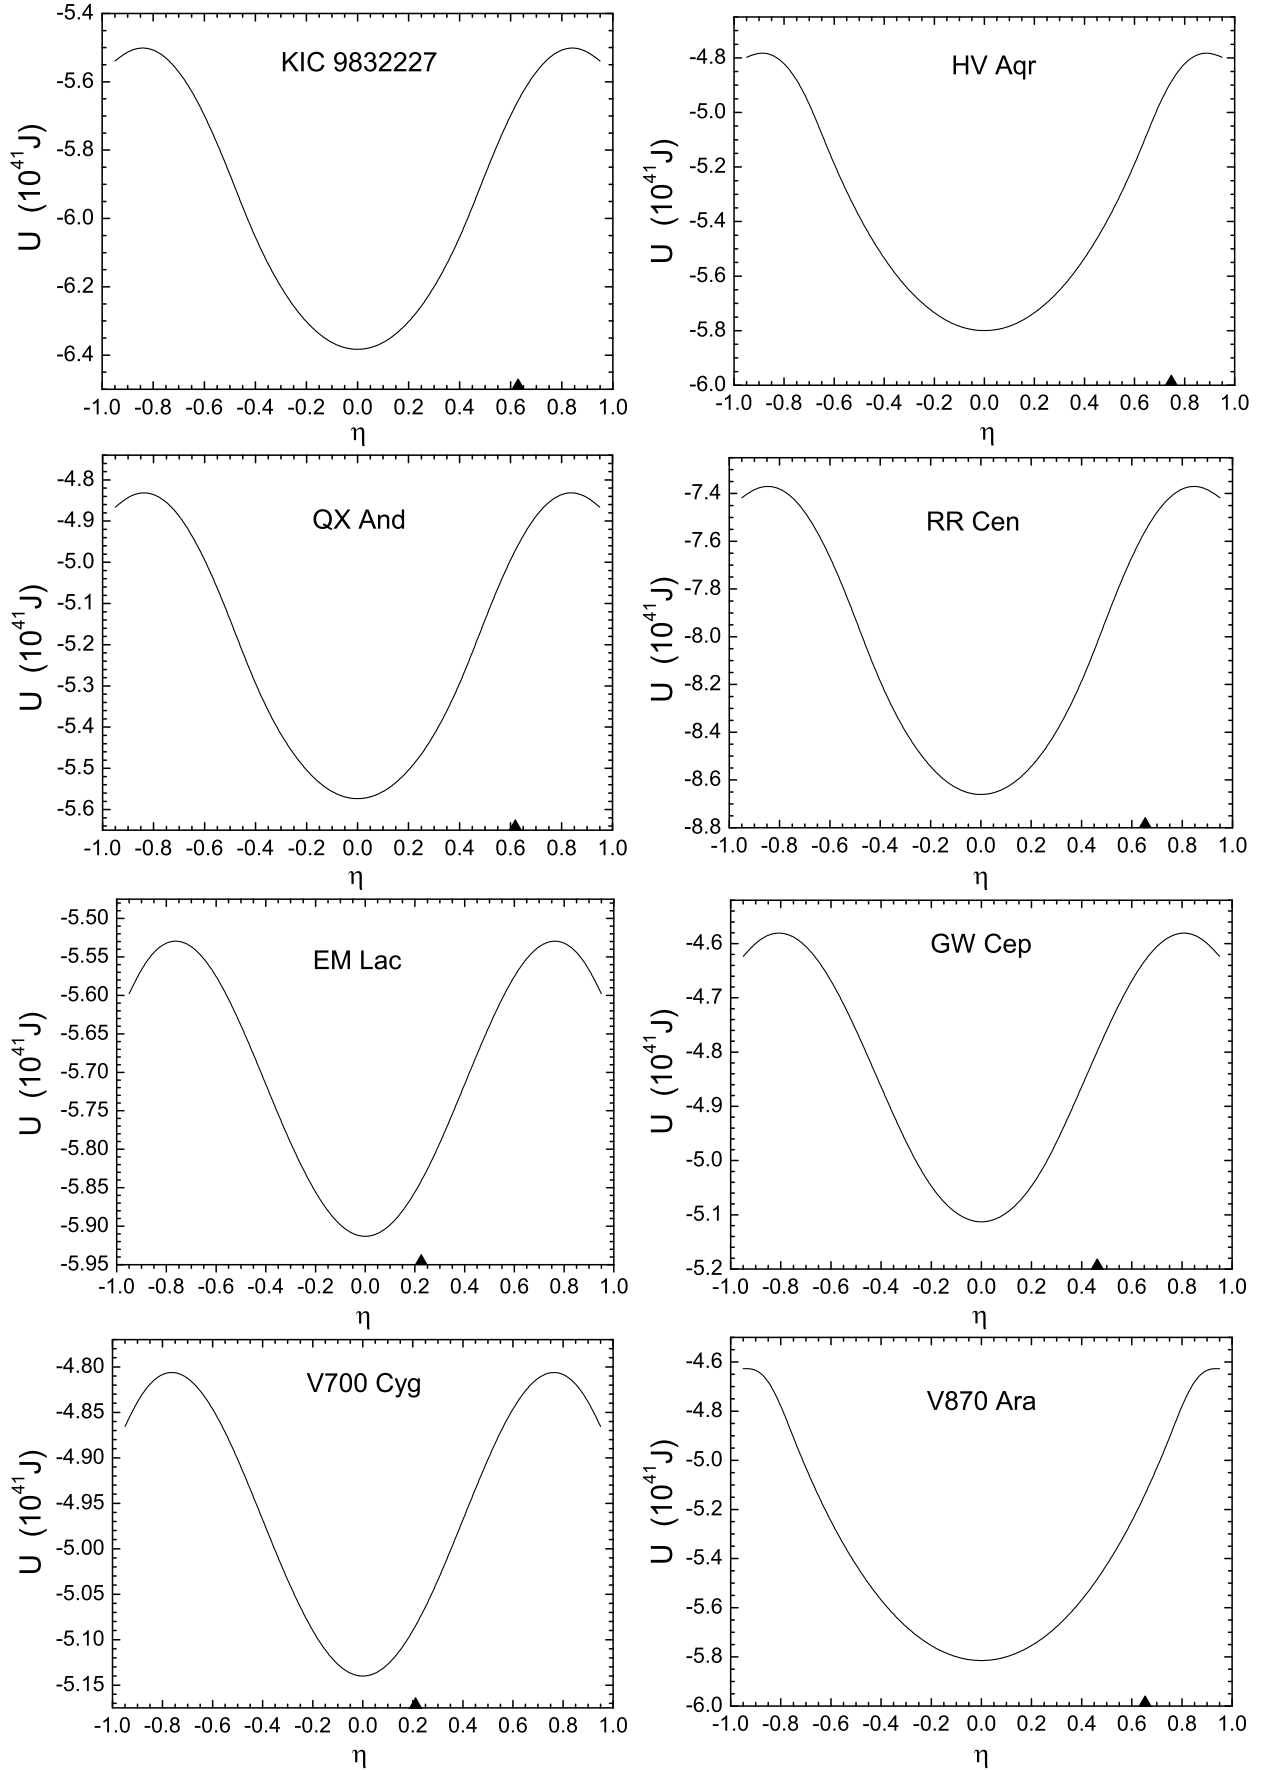 KIC 9832227
U (10^41 J)
-5.4
-5.6
-5.8
-6.0
-6.2
-6.4
-1.0 -0.8 -0.6 -0.4 -0.2 0.0 0.2 0.4 0.6 0.8 1.0
η
HV Aqr
U (10^41 J)
-4.8
-5.0
-5.2
-5.4
-5.6
-5.8
-6.0
-1.0 -0.8 -0.6 -0.4 -0.2 0.0 0.2 0.4 0.6 0.8 1.0
η
QX And
U (10^41 J)
-4.8
-4.9
-5.0
-5.1
-5.2
-5.3
-5.4
-5.5
-5.6
-1.0 -0.8 -0.6 -0.4 -0.2 0.0 0.2 0.4 0.6 0.8 1.0
η
RR Cen
U (10^41 J)
-7.4
-7.6
-7.8
-8.0
-8.2
-8.4
-8.6
-8.8
-1.0 -0.8 -0.6 -0.4 -0.2 0.0 0.2 0.4 0.6 0.8 1.0
η
EM Lac
U (10^41 J)
-5.50
-5.55
-5.60
-5.65
-5.70
-5.75
-5.80
-5.85
-5.90
-5.95
-1.0 -0.8 -0.6 -0.4 -0.2 0.0 0.2 0.4 0.6 0.8 1.0
η
GW Cep
U (10^41 J)
-4.6
-4.7
-4.8
-4.9
-5.0
-5.1
-5.2
-1.0 -0.8 -0.6 -0.4 -0.2 0.0 0.2 0.4 0.6 0.8 1.0
η
V700 Cyg
U (10^41 J)
-4.80
-4.85
-4.90
-4.95
-5.00
-5.05
-5.10
-5.15
-1.0 -0.8 -0.6 -0.4 -0.2 0.0 0.2 0.4 0.6 0.8 1.0
η
V870 Ara
U (10^41 J)
-4.6
-4.8
-5.0
-5.2
-5.4
-5.6
-5.8
-6.0
-1.0 -0.8 -0.6 -0.4 -0.2 0.0 0.2 0.4 0.6 0.8 1.0
η